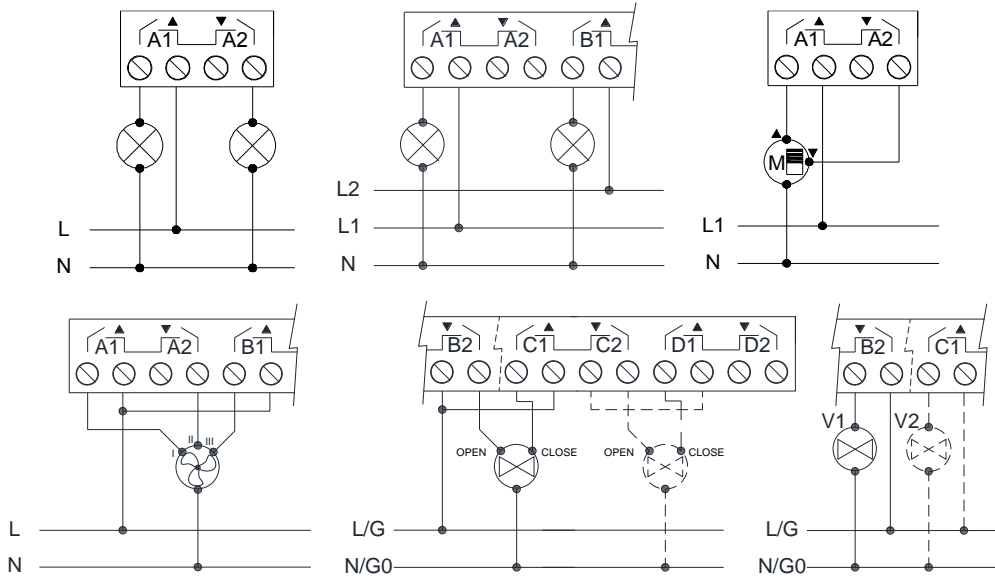 A1 A2
L
N
A1 A2 B1
L2
L1
N
A1 A2
M
L1
N
A1 A2 B1
I II III
L
N
B2 C1 C2 D1 D2
OPEN CLOSE OPEN CLOSE
L/G
N/G0
B2 C1
V1 V2
L/G
N/G0